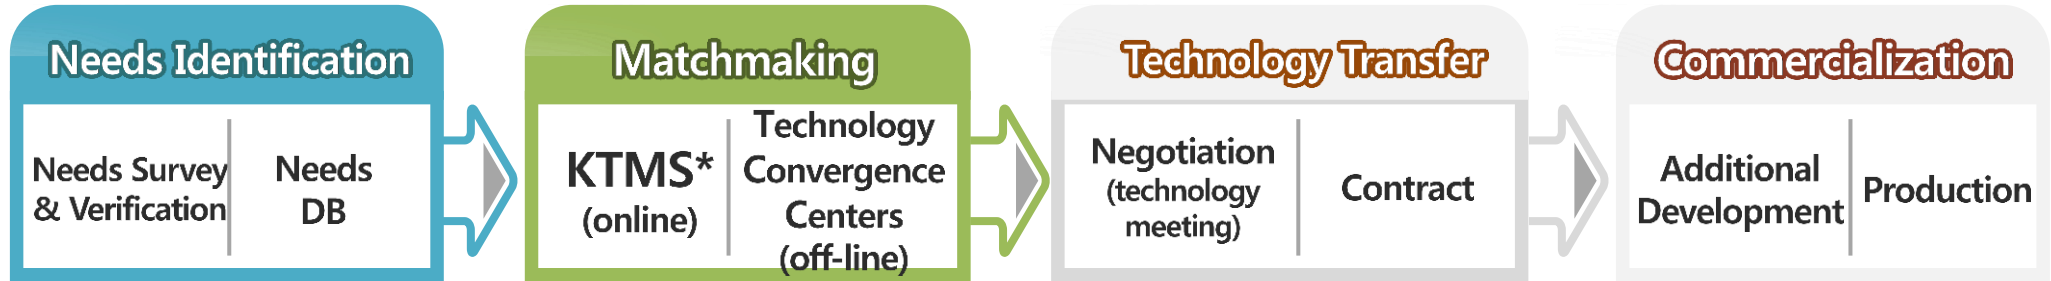 Needs Identification
Needs Survey
& Verification
Needs
DB
Matchmaking
KTMS*
(online)
Technology
Convergence
Centers
(off-line)
Technology Transfer
Negotiation
(technology
meeting)
Contract
Commercialization
Additional
Development
Production